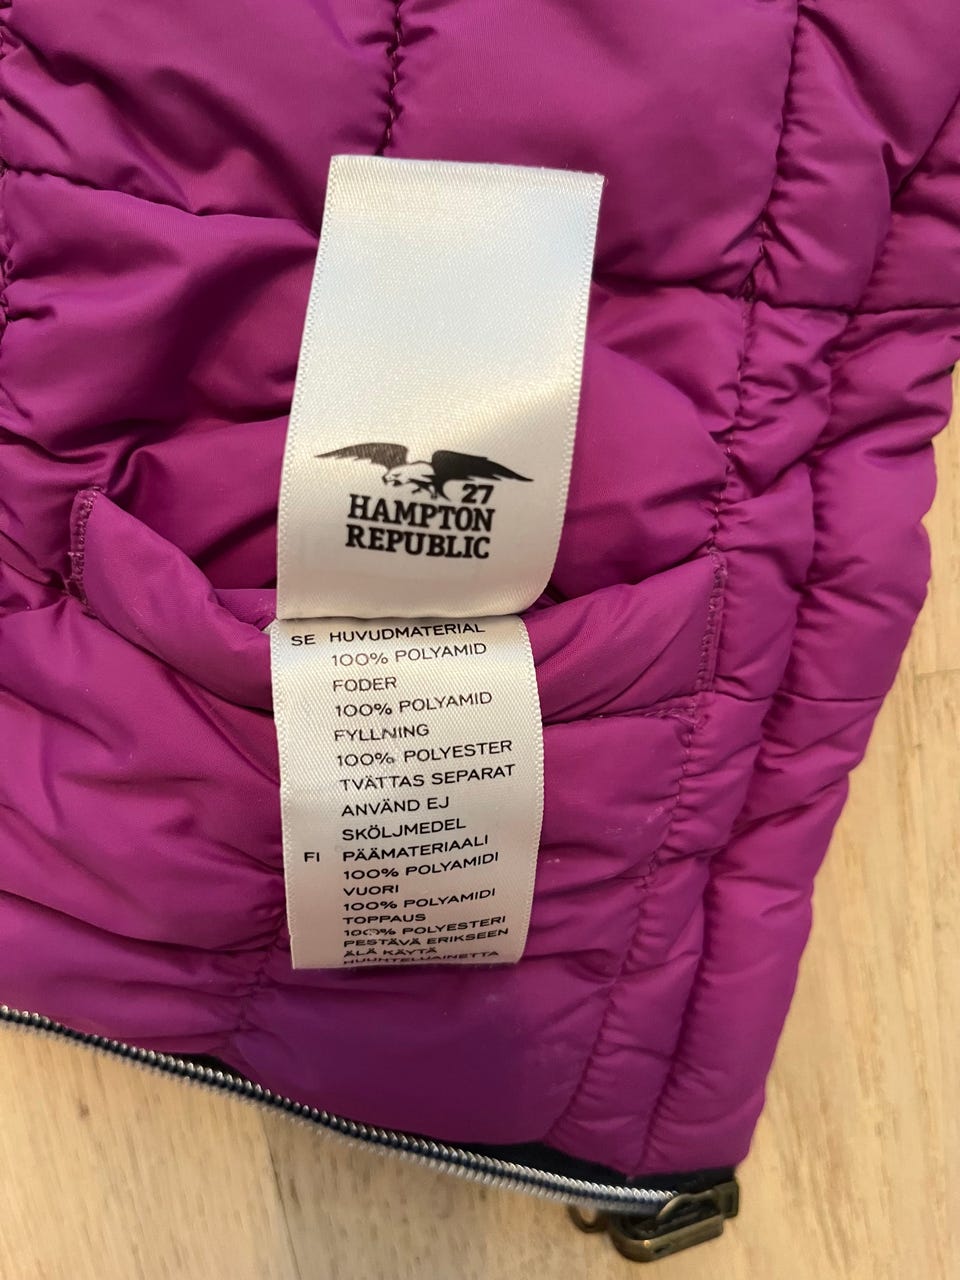 27
HAMPTON
REPUBLIC
SE HUVUDMATERIAL
100% POLYAMID
FODER
100% POLYAMID
FYLLNING
100% POLYESTER
TVÄTTAS SEPARAT
ANVÄND EJ
SKÖLJMEDEL
FI PÄÄMATERIAALI
100% POLYAMIDI
VUORI
100% POLYAMIDI
TOPPAUS
100% POLYESTERI
PESTÄVÄ ERIKSEEN
ÄLÄ KÄYTÄ
HUUHTELUAINETTA